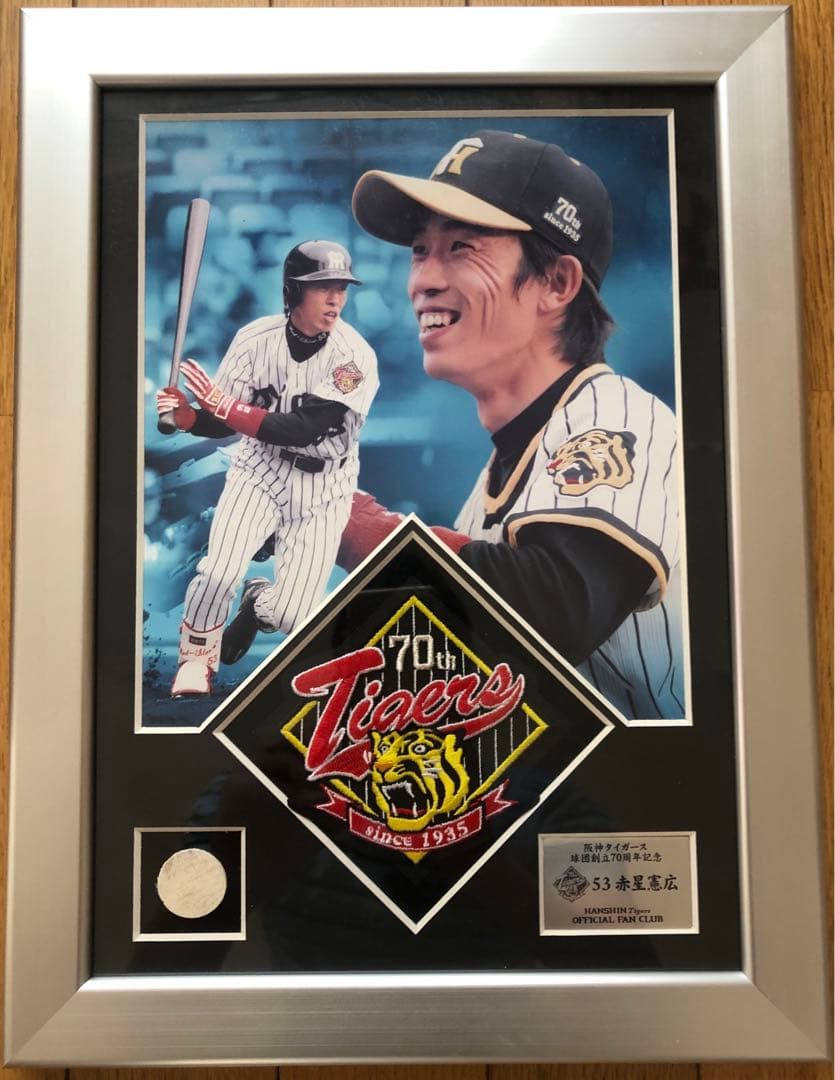 70th
since 1935
70th
Tigers
since 1935
阪神タイガース
球団創立70周年記念
53 赤星憲広
HANSHIN Tigers
OFFICIAL FAN CLUB